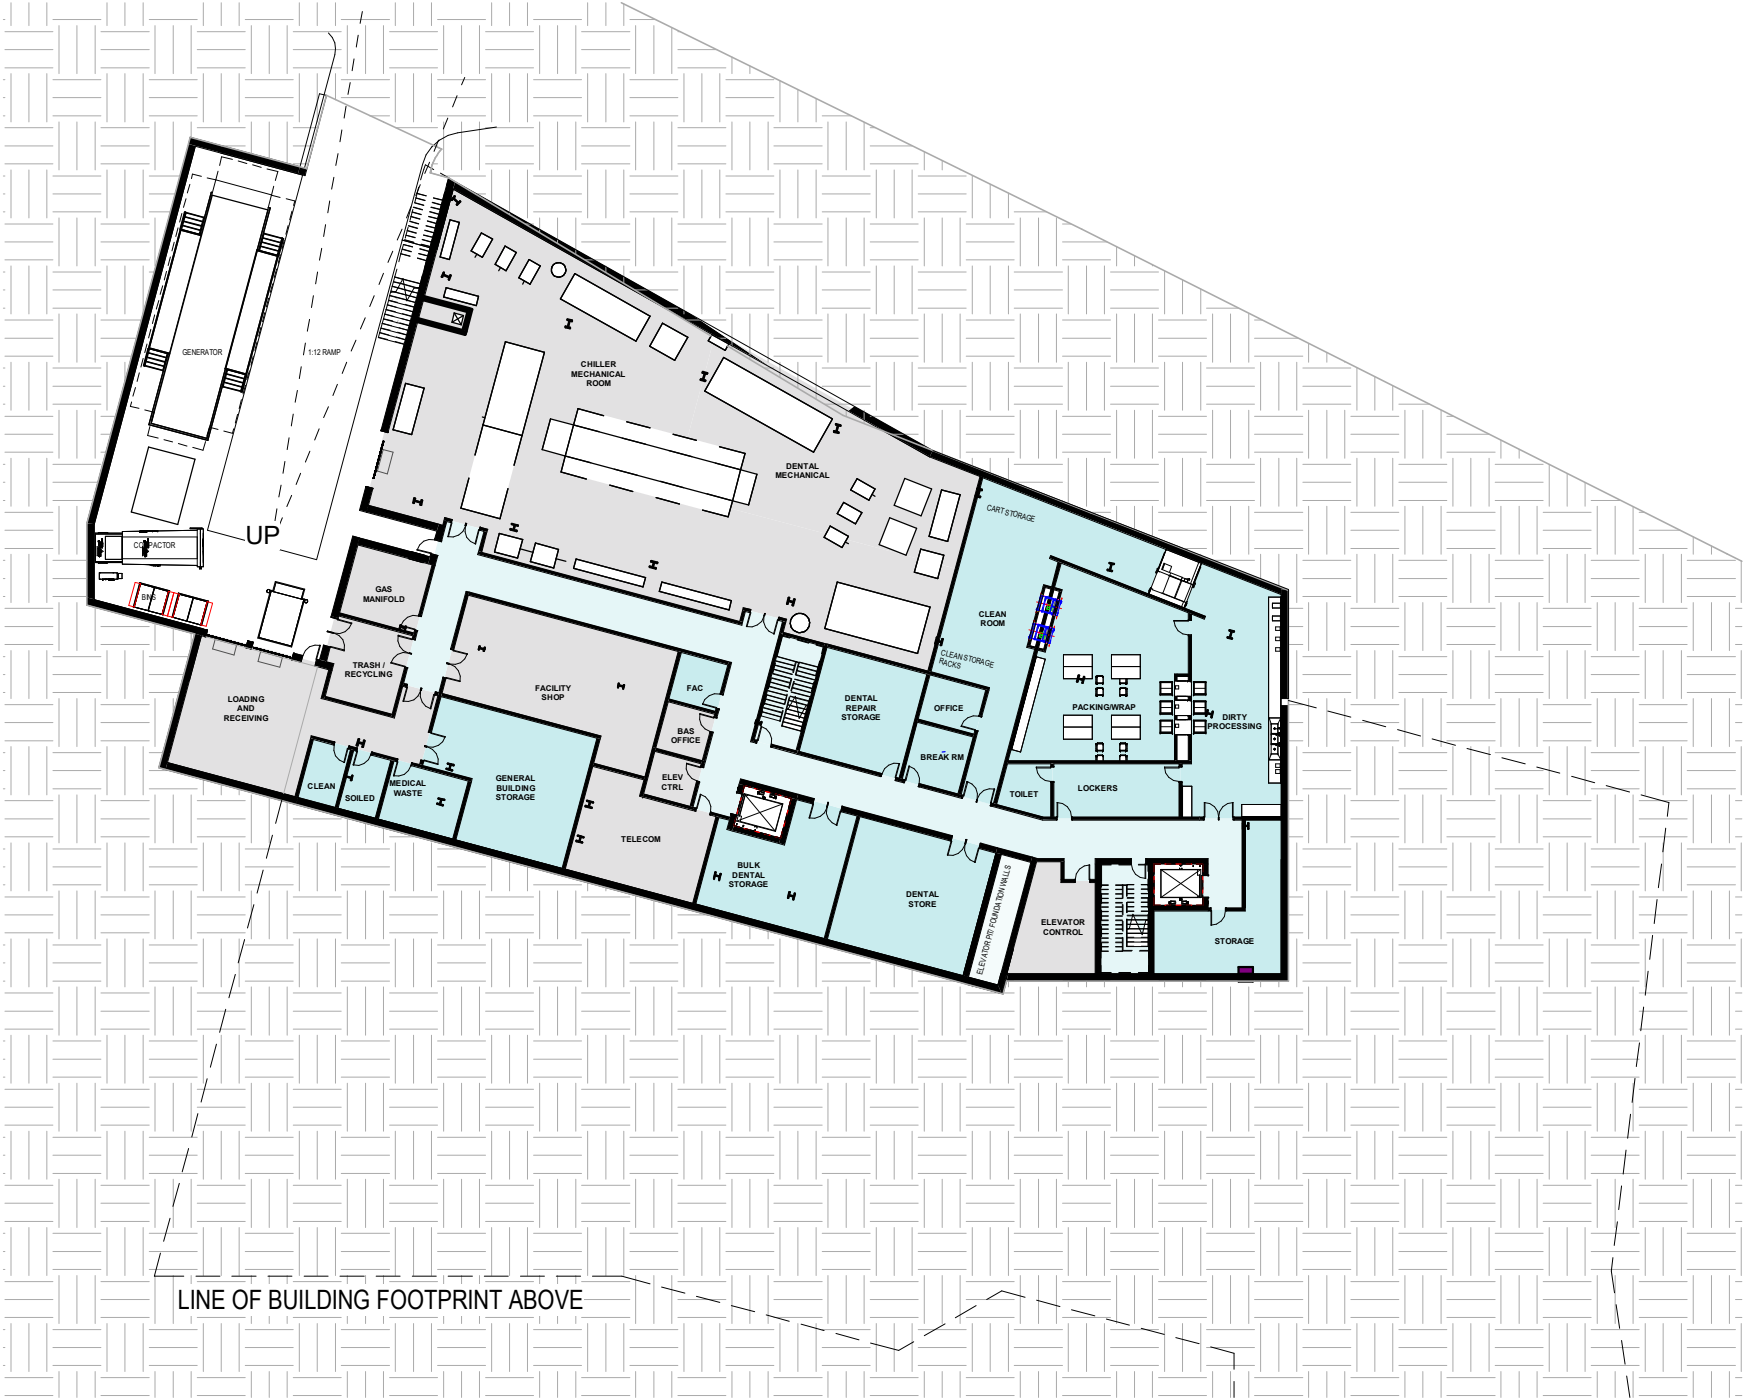 GENERATOR
1:12 RAMP
CHILLER
MECHANICAL
ROOM
DENTAL
MECHANICAL
CART STORAGE
UP
COMPACTOR
BINS
GAS
MANIFOLD
TRASH /
RECYCLING
LOADING
AND
RECEIVING
FACILITY
SHOP
FAC
BAS
OFFICE
ELEV
CTRL
CLEAN
SOILED
MEDICAL
WASTE
GENERAL
BUILDING
STORAGE
TELECOM
DENTAL
REPAIR
STORAGE
CLEAN
ROOM
CLEAN STORAGE
RACKS
OFFICE
BREAK RM
PACKING/WRAP
DIRTY
PROCESSING
TOILET
LOCKERS
BULK
DENTAL
STORAGE
DENTAL
STORE
ELEVATOR PIT/ FOUNDATION WALLS
ELEVATOR
CONTROL
STORAGE
LINE OF BUILDING FOOTPRINT ABOVE